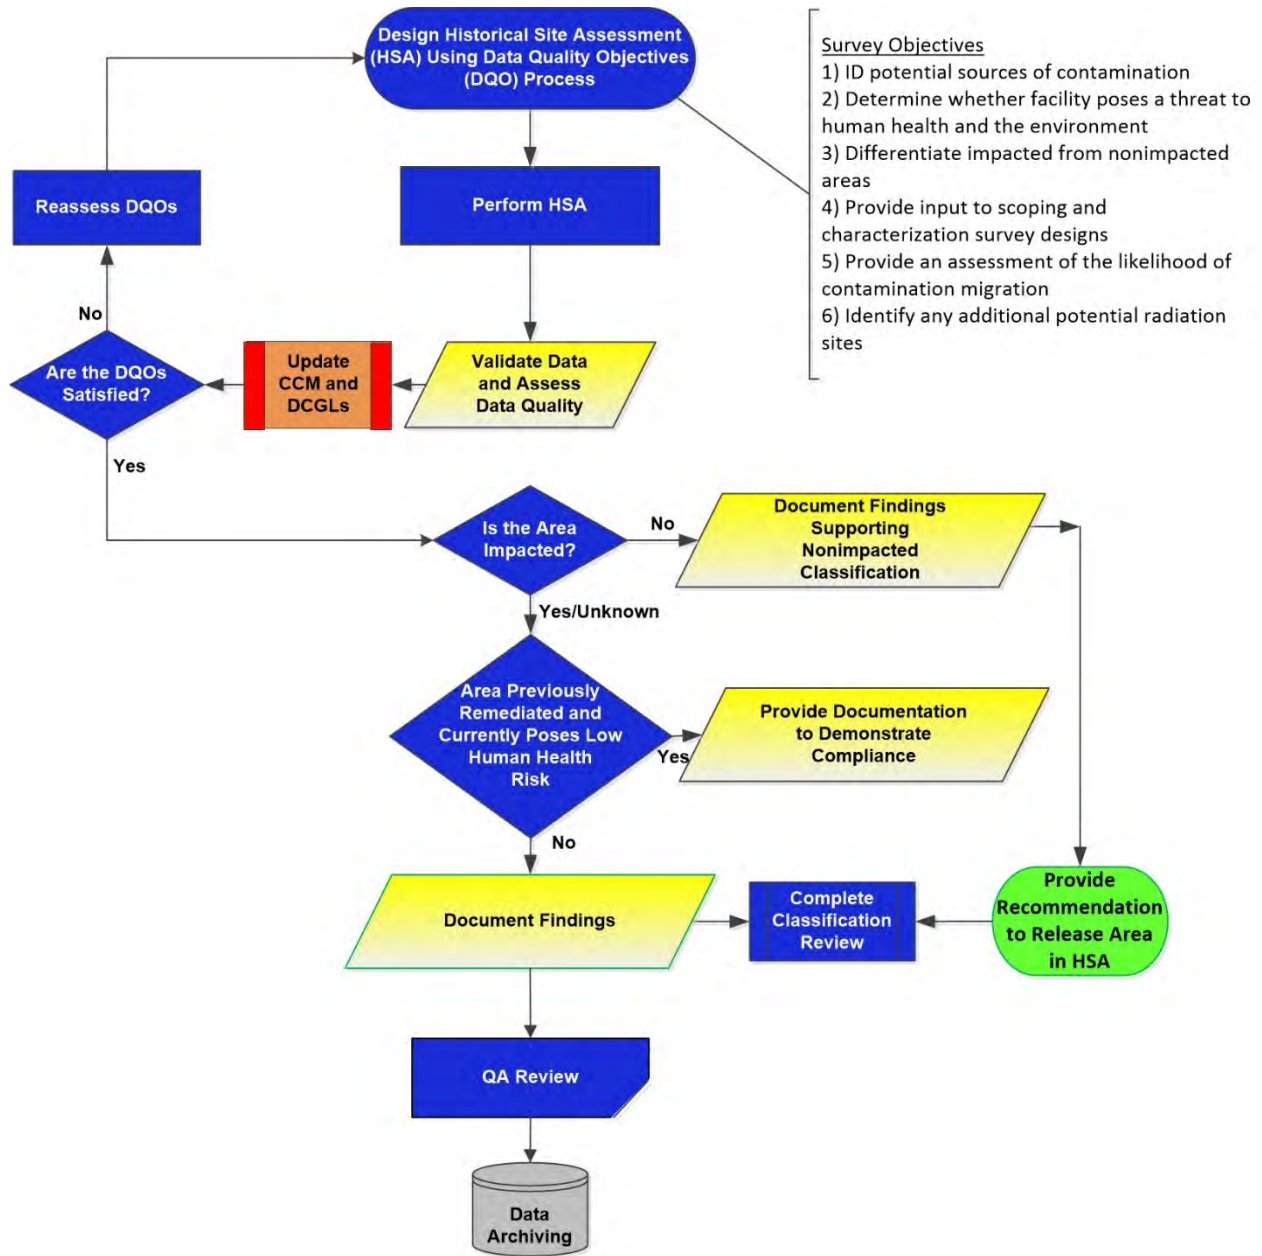 Design Historical Site Assessment
(HSA) Using Data Quality Objectives
(DQO) Process
Survey Objectives
1) ID potential sources of contamination
2) Determine whether facility poses a threat to
human health and the environment
3) Differentiate impacted from nonimpacted
areas
4) Provide input to scoping and
characterization survey designs
5) Provide an assessment of the likelihood of
contamination migration
6) Identify any additional potential radiation
sites
Reassess DQOs
Perform HSA
No
Are the DQOs
Satisfied?
Update
CCM and
DCGLs
Validate Data
and Assess
Data Quality
Yes
Is the Area
Impacted?
No
Document Findings
Supporting
Nonimpacted
Classification
Yes/Unknown
Area Previously
Remediated and
Currently Poses Low
Human Health
Risk
Yes
Provide Documentation
to Demonstrate
Compliance
No
Document Findings
Complete
Classification
Review
Provide
Recommendation
to Release Area
in HSA
QA Review
Data
Archiving